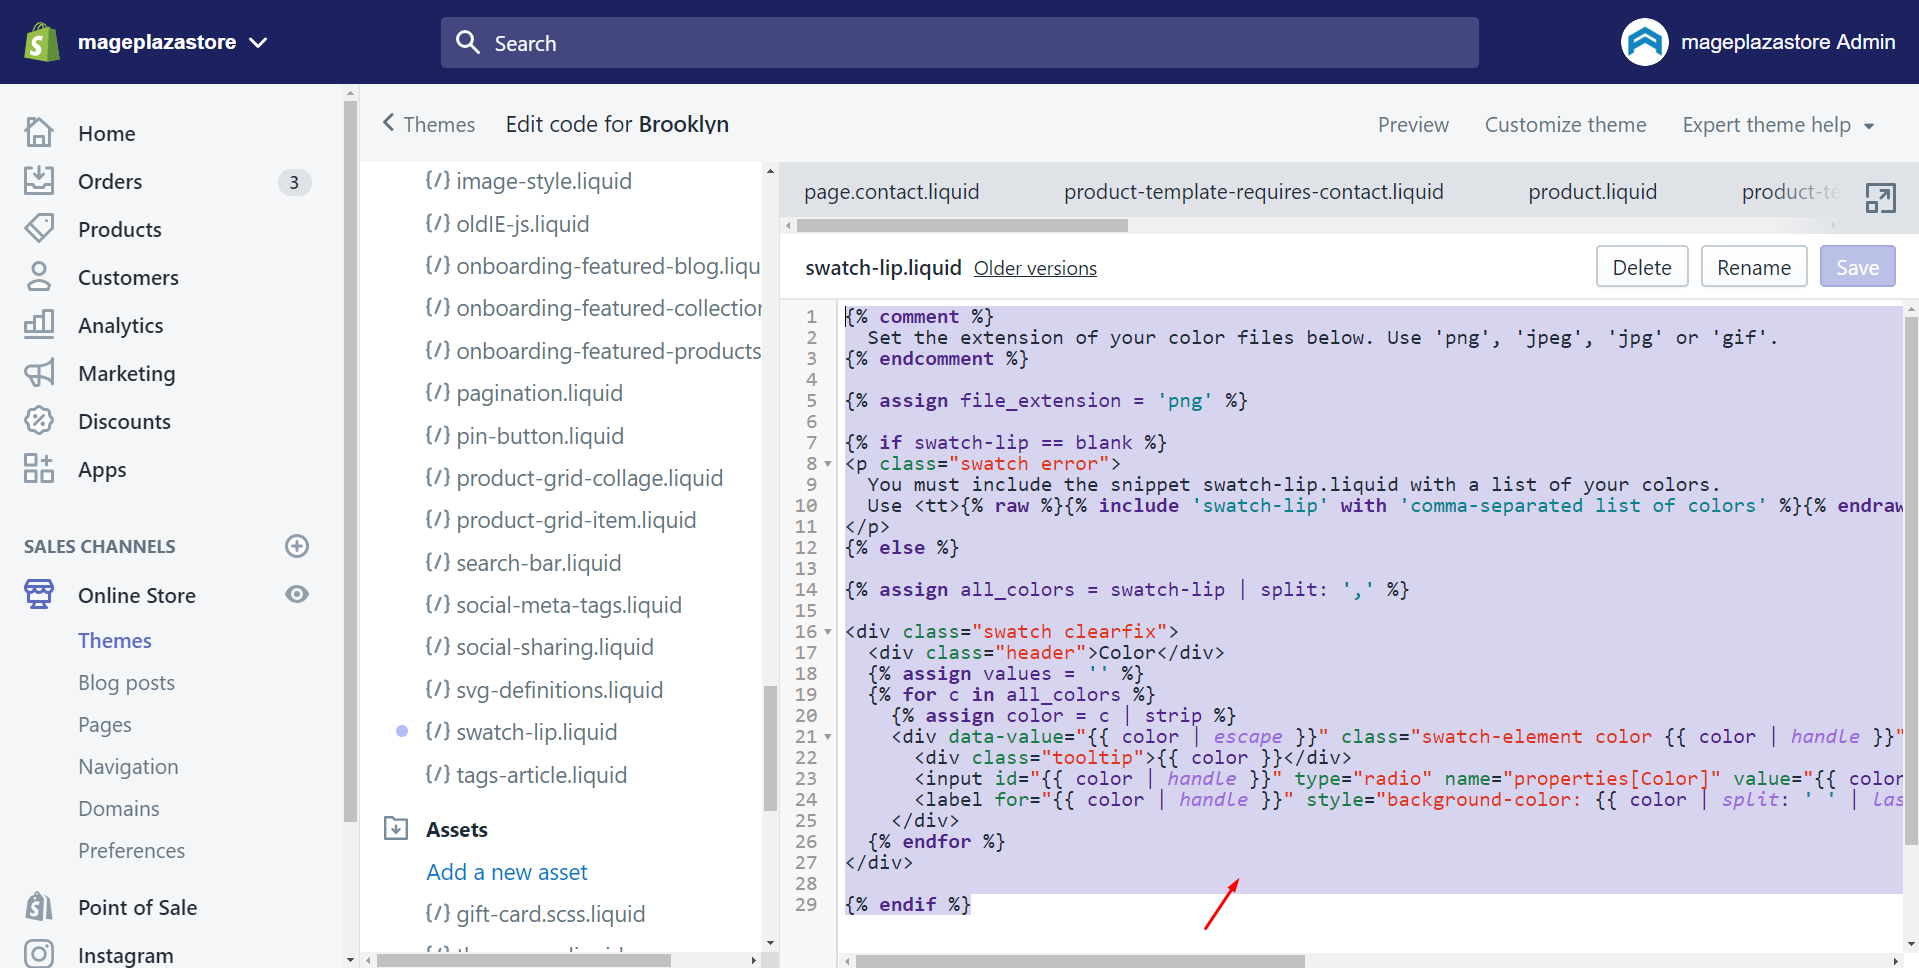 mageplazastore
Search
mageplazastore Admin
Home
Orders
3
Products
Customers
Analytics
Marketing
Discounts
Apps
SALES CHANNELS
Online Store
Themes
Blog posts
Pages
Navigation
Domains
Preferences
Point of Sale
Instagram
Themes
Edit code for Brooklyn
Preview
Customize theme
Expert theme help
{/} image-style.liquid
{/} oldIE-js.liquid
{/} onboarding-featured-blog.liqu
{/} onboarding-featured-collection
{/} onboarding-featured-products
{/} pagination.liquid
{/} pin-button.liquid
{/} product-grid-collage.liquid
{/} product-grid-item.liquid
{/} search-bar.liquid
{/} social-meta-tags.liquid
{/} social-sharing.liquid
{/} svg-definitions.liquid
{/} swatch-lip.liquid
{/} tags-article.liquid
Assets
Add a new asset
{/} gift-card.scss.liquid
page.contact.liquid
product-template-requires-contact.liquid
product.liquid
product-te
swatch-lip.liquid Older versions
Delete
Rename
Save
1 {% comment %}
2 Set the extension of your color files below. Use 'png', 'jpeg', 'jpg' or 'gif'.
3 {% endcomment %}
4
5 {% assign file_extension = 'png' %}
6
7 {% if swatch-lip == blank %}
8 <p class="swatch error">
9 You must include the snippet swatch-lip.liquid with a list of your colors.
10 Use <tt>{% raw %}{% include 'swatch-lip' with 'comma-separated list of colors' %}{% endraw
11 </p>
12 {% else %}
13
14 {% assign all_colors = swatch-lip | split: ',' %}
15
16 <div class="swatch clearfix">
17 <div class="header">Color</div>
18 {% assign values = '' %}
19 {% for c in all_colors %}
20 {% assign color = c | strip %}
21 <div data-value="{{ color | escape }}" class="swatch-element color {{ color | handle }}"
22 <div class="tooltip">{{ color }}</div>
23 <input id="{{ color | handle }}" type="radio" name="properties[Color]" value="{{ color
24 <label for="{{ color | handle }}" style="background-color: {{ color | split: ' ' | las
25 </div>
26 {% endfor %}
27 </div>
28
29 {% endif %}